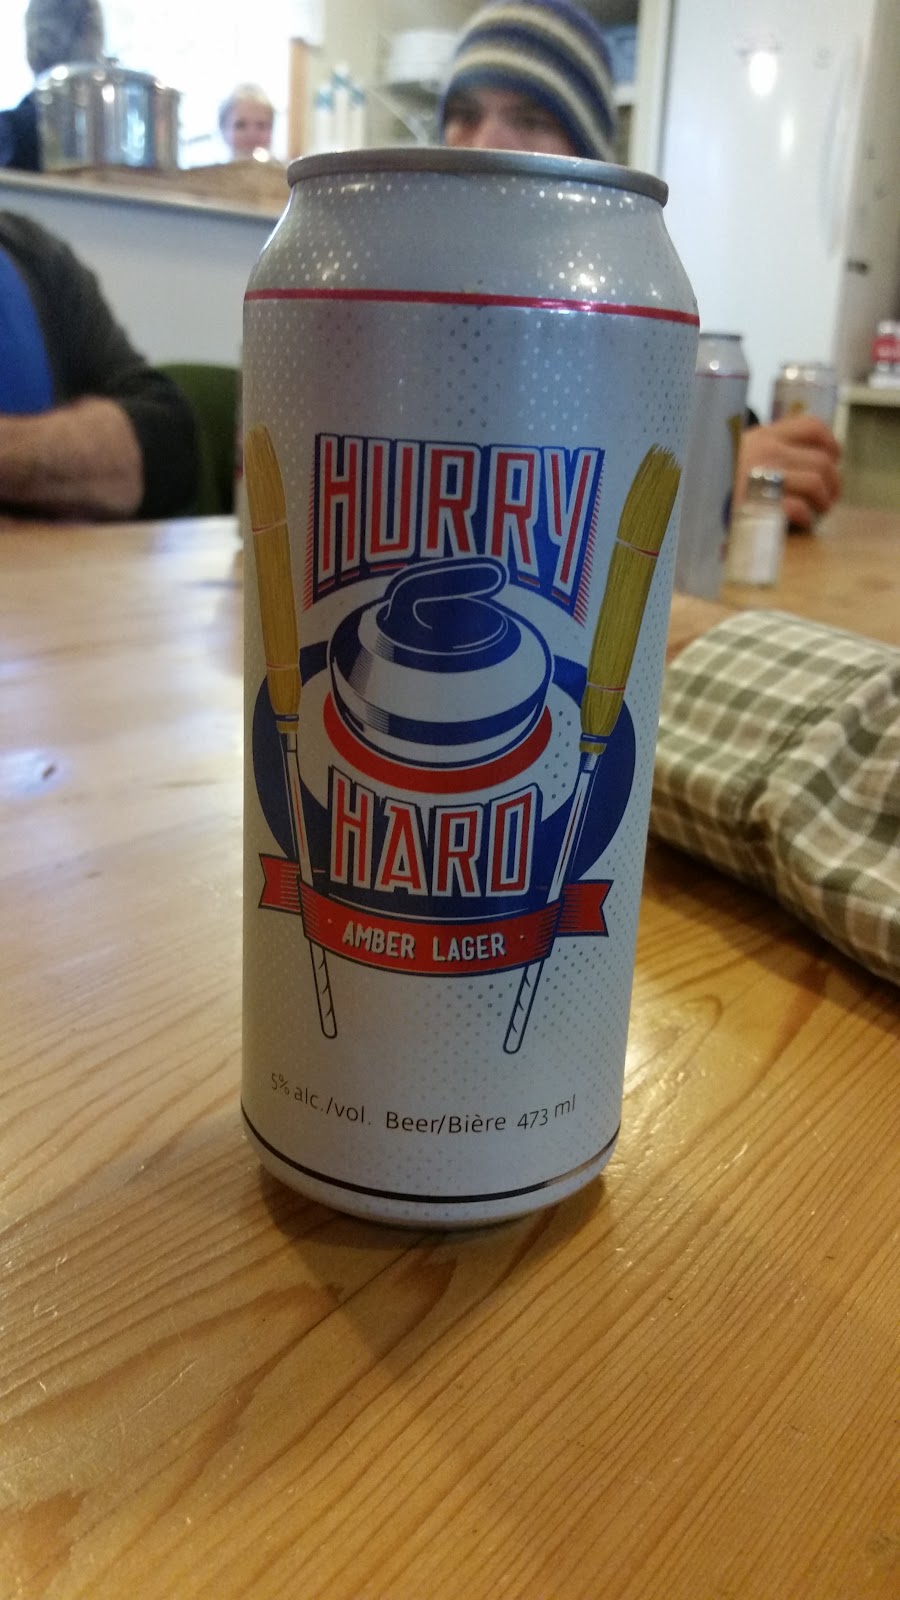 HURRY
HARD
· AMBER LAGER ·
5% alc./vol. Beer/Bière 473 ml